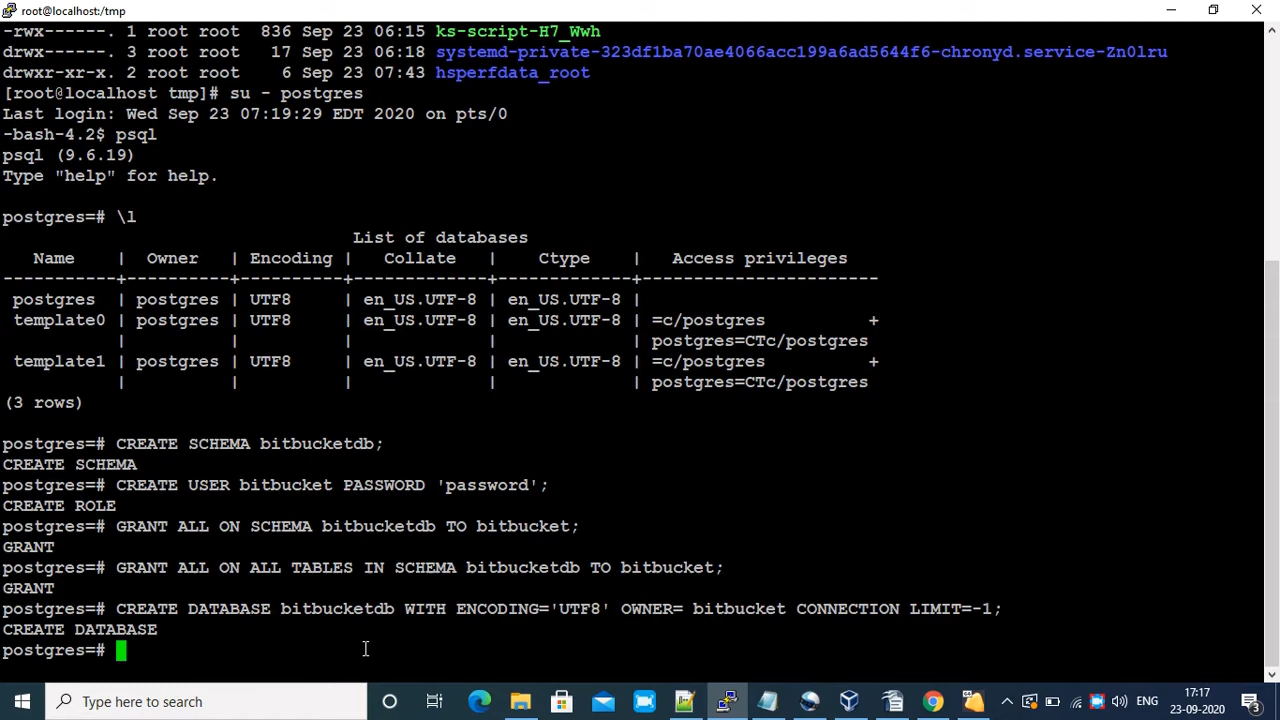 root@localhost:/tmp
-rwx------. 1 root root   836 Sep 23 06:15 ks-script-H7_Wwh
drwx------. 3 root root    17 Sep 23 06:18 systemd-private-323df1ba70ae4066acc199a6ad5644f6-chronyd.service-Zn0lru
drwxr-xr-x. 2 root root     6 Sep 23 07:43 hsperfdata_root
[root@localhost tmp]# su - postgres
Last login: Wed Sep 23 07:19:29 EDT 2020 on pts/0
-bash-4.2$ psql
psql (9.6.19)
Type "help" for help.
postgres=# \l
List of databases
Name    |  Owner   | Encoding |   Collate   |    Ctype    |   Access privileges
-----------+----------+----------+-------------+-------------+-----------------------
postgres  | postgres | UTF8     | en_US.UTF-8 | en_US.UTF-8 |
template0 | postgres | UTF8     | en_US.UTF-8 | en_US.UTF-8 | =c/postgres          +
|          |          |             |             | postgres=CTc/postgres
template1 | postgres | UTF8     | en_US.UTF-8 | en_US.UTF-8 | =c/postgres          +
|          |          |             |             | postgres=CTc/postgres
(3 rows)
postgres=# CREATE SCHEMA bitbucketdb;
CREATE SCHEMA
postgres=# CREATE USER bitbucket PASSWORD 'password';
CREATE ROLE
postgres=# GRANT ALL ON SCHEMA bitbucketdb TO bitbucket;
GRANT
postgres=# GRANT ALL ON ALL TABLES IN SCHEMA bitbucketdb TO bitbucket;
GRANT
postgres=# CREATE DATABASE bitbucketdb WITH ENCODING='UTF8' OWNER= bitbucket CONNECTION LIMIT=-1;
CREATE DATABASE
postgres=#
Type here to search
ENG
17:17
23-09-2020
3